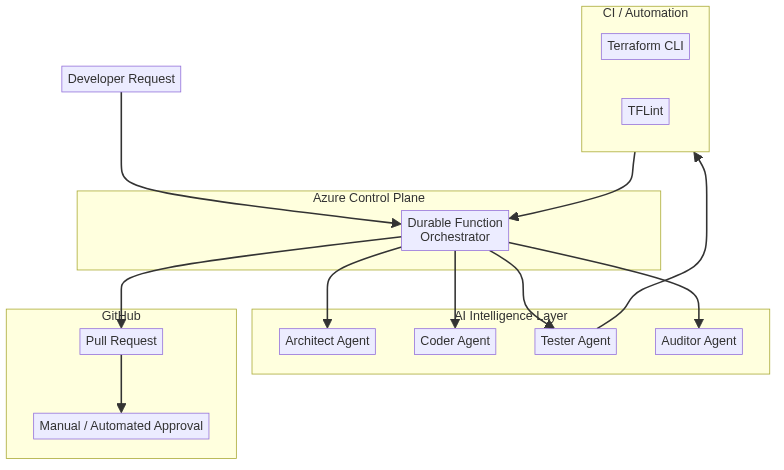 CI / Automation
Terraform CLI
TFLint
Developer Request
Azure Control Plane
Durable Function
Orchestrator
GitHub
Pull Request
Manual / Automated Approval
AI Intelligence Layer
Architect Agent
Coder Agent
Tester Agent
Auditor Agent